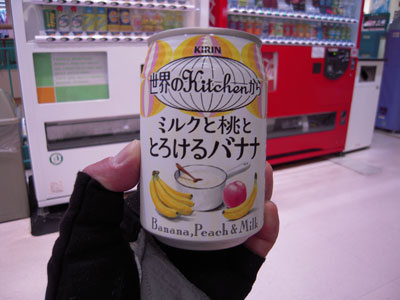 KIRIN
世界のKitchenから
ミルクと桃と
とろけるバナナ
Banana, Peach & Milk